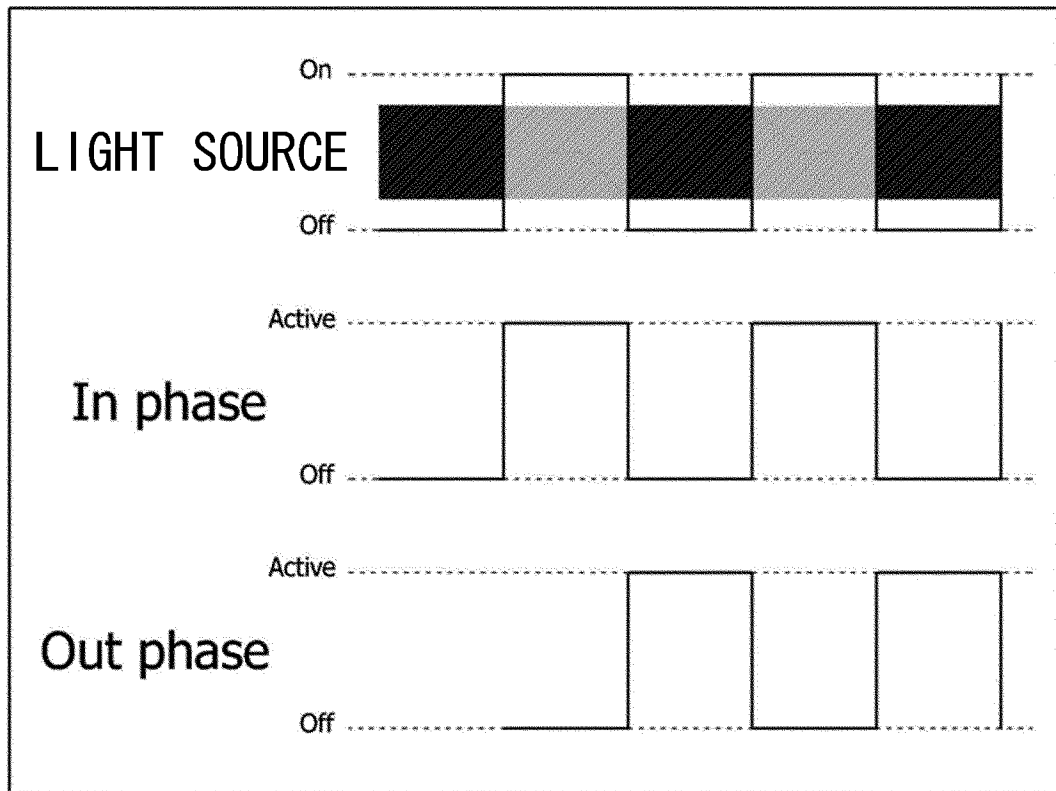 On
LIGHT SOURCE
Off
Active
In phase
Off
Active
Out phase
Off